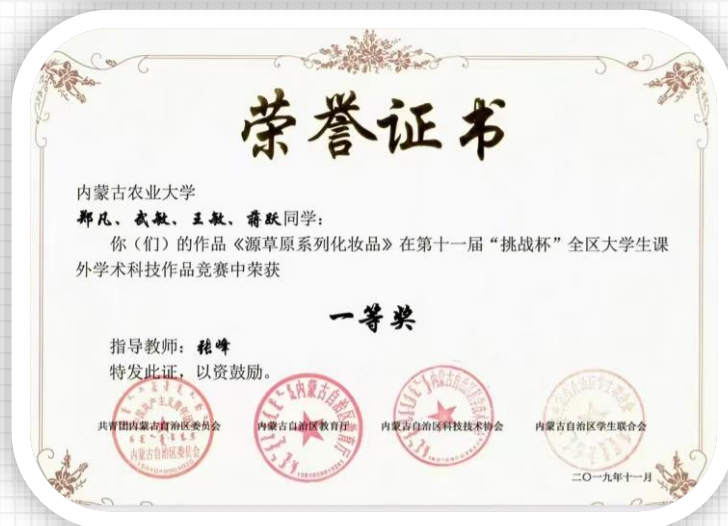 荣誉证书
内蒙古农业大学
郑凡、武敏、王敏、蒋跃同学：
你（们）的作品《源草原系列化妆品》在第十一届“挑战杯”全区大学生课
外学术科技作品竞赛中荣获
一等奖
指导教师：张峰
特发此证，以资鼓励。
共青团内蒙古自治区委员会 内蒙古自治区教育厅 内蒙古自治区科技技术协会 内蒙古自治区学生联合会
二〇一九年十一月